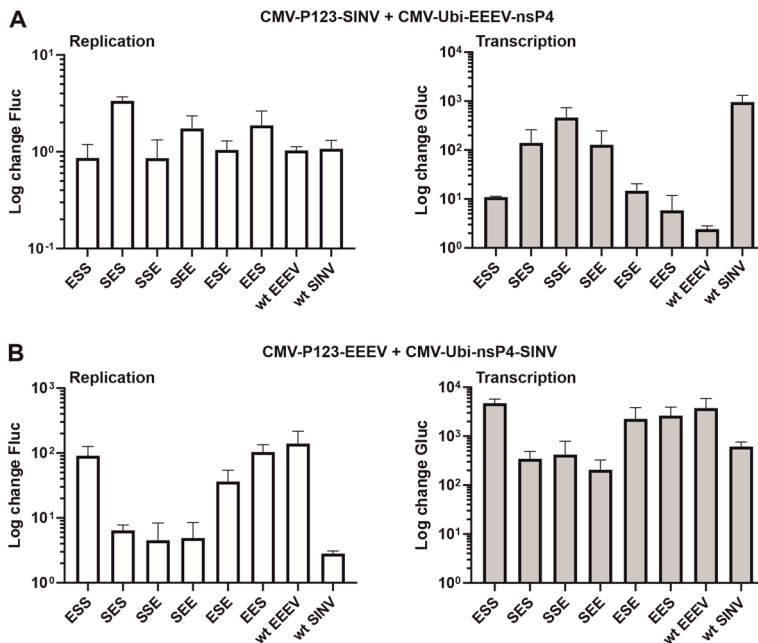 A
CMV-P123-SINV + CMV-Ubi-EEEV-nsP4
Replication
Log change Fluc
10¹
10⁰
10⁻¹
ESS SES SSE SEE ESE EES wt EEEV wt SINV
Transcription
Log change Gluc
10⁴
10³
10²
10¹
10⁰
ESS SES SSE SEE ESE EES wt EEEV wt SINV
B
CMV-P123-EEEV + CMV-Ubi-nsP4-SINV
Replication
Log change Fluc
10³
10²
10¹
10⁰
ESS SES SSE SEE ESE EES wt EEEV wt SINV
Transcription
Log change Gluc
10⁴
10³
10²
10¹
10⁰
ESS SES SSE SEE ESE EES wt EEEV wt SINV